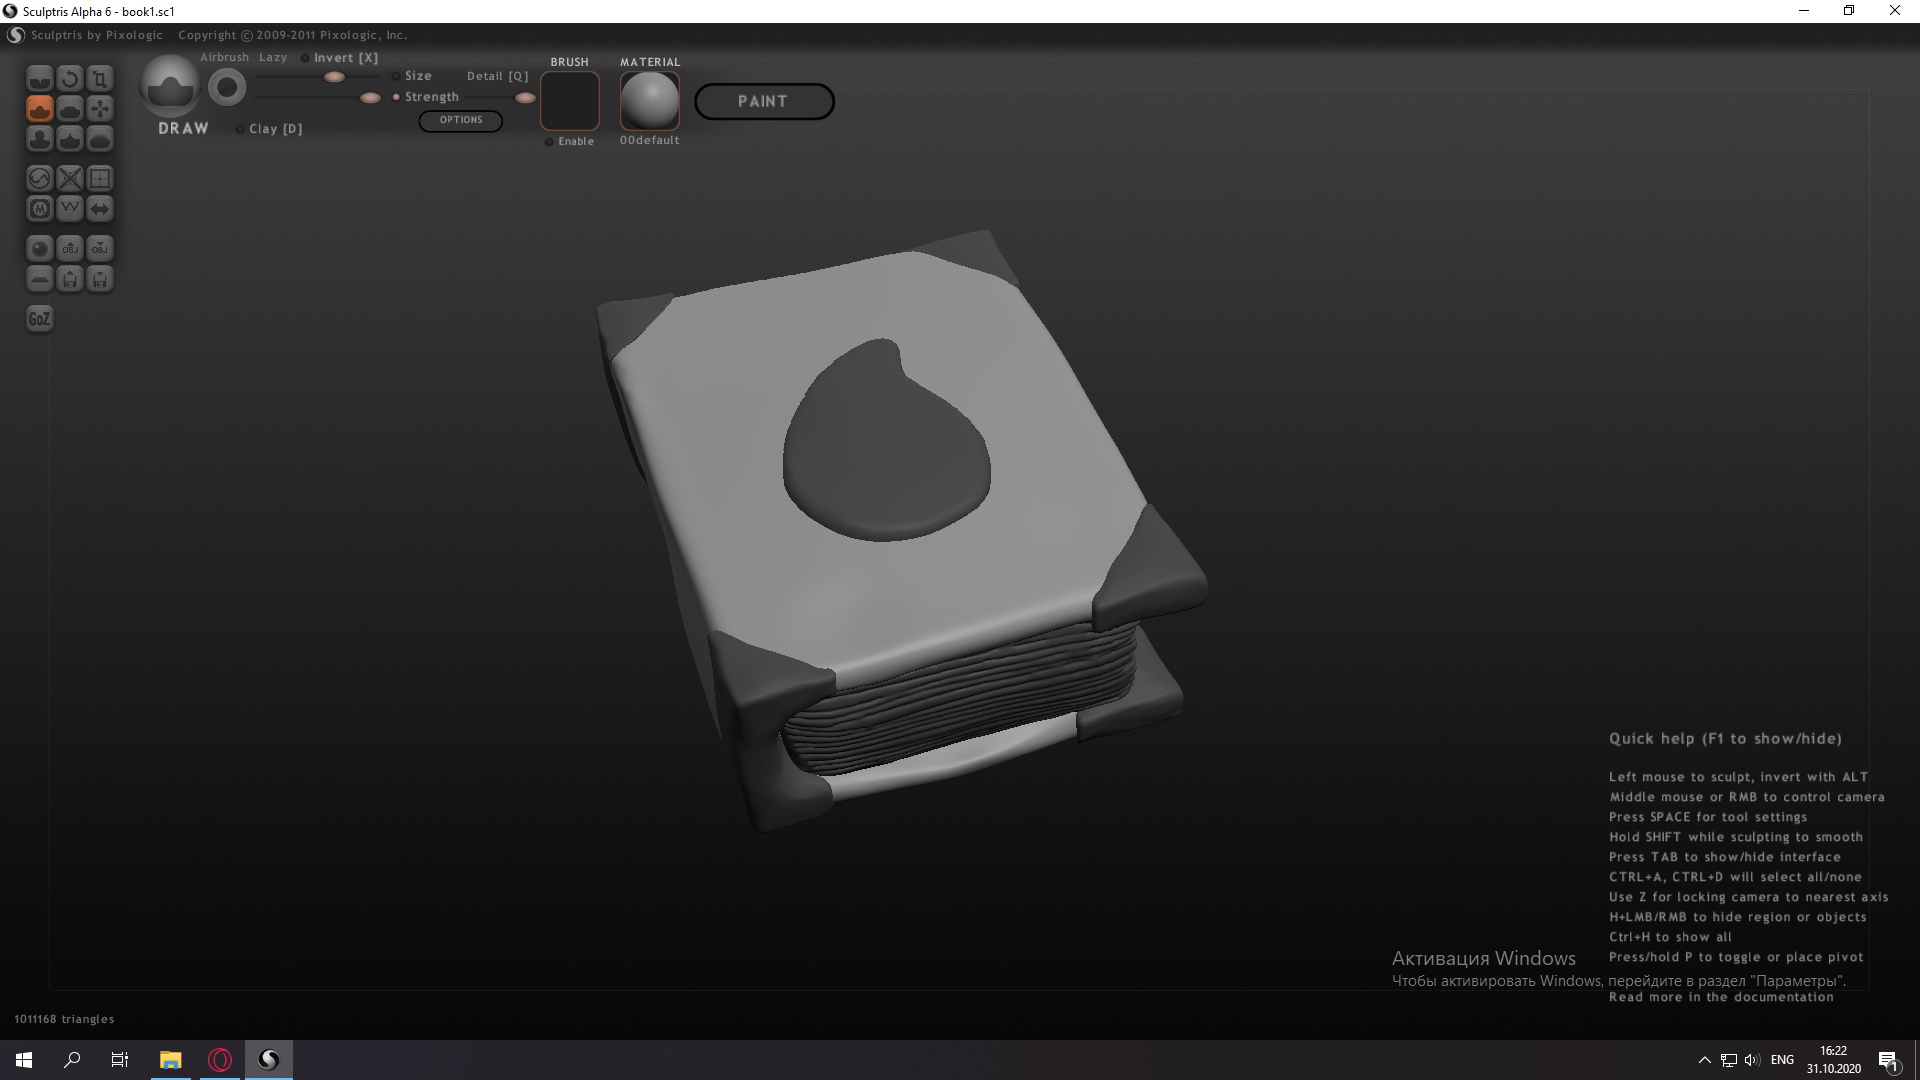 Sculptris Alpha 6 - book1.sc1
Sculptris by Pixologic Copyright © 2009-2011 Pixologic, Inc.
Airbrush Lazy Invert [X]
Size Detail [Q]
Strength
OPTIONS
DRAW Clay [D]
BRUSH
Enable
MATERIAL
00default
PAINT
OBJ OBJ
GoZ
Quick help (F1 to show/hide)
Left mouse to sculpt, invert with ALT
Middle mouse or RMB to control camera
Press SPACE for tool settings
Hold SHIFT while sculpting to smooth
Press TAB to show/hide interface
CTRL+A, CTRL+D will select all/none
Use Z for locking camera to nearest axis
H+LMB/RMB to hide region or objects
Ctrl+H to show all
Press/hold P to toggle or place pivot
Активация Windows
Чтобы активировать Windows, перейдите в раздел "Параметры".
Read more in the documentation
1011168 triangles
ENG
16:22
31.10.2020
1